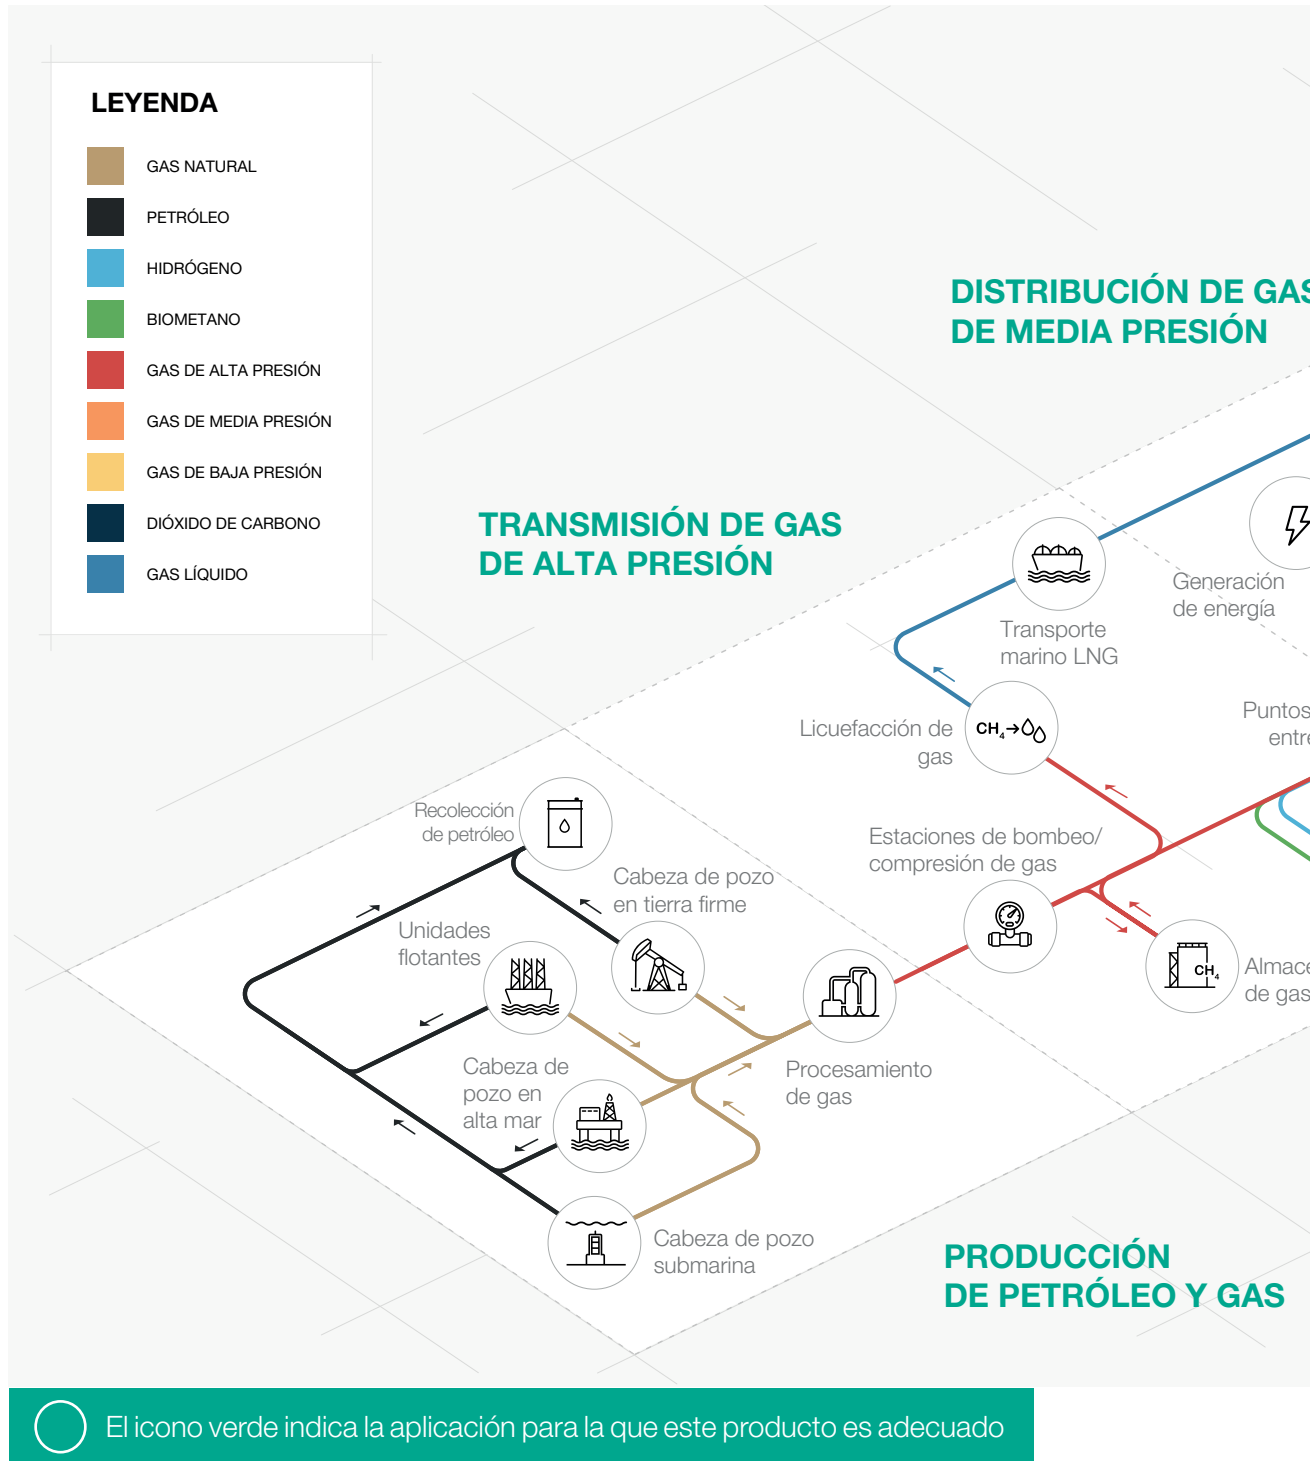 LEYENDA
GAS NATURAL
PETRÓLEO
HIDRÓGENO
BIOMETANO
GAS DE ALTA PRESIÓN
GAS DE MEDIA PRESIÓN
GAS DE BAJA PRESIÓN
DIÓXIDO DE CARBONO
GAS LÍQUIDO
DISTRIBUCIÓN DE GAS
DE MEDIA PRESIÓN
TRANSMISIÓN DE GAS
DE ALTA PRESIÓN
Generación
de energía
Transporte
marino LNG
Licuefacción de
gas
CH₄→
Puntos
Recolección
de petróleo
Estaciones de bombeo/
compresión de gas
Cabeza de pozo
en tierra firme
Unidades
flotantes
CH₄
de gas
Cabeza de
pozo en
alta mar
Procesamiento
de gas
Cabeza de pozo
submarina
PRODUCCIÓN
DE PETRÓLEO Y GAS
El icono verde indica la aplicación para la que este producto es adecuado